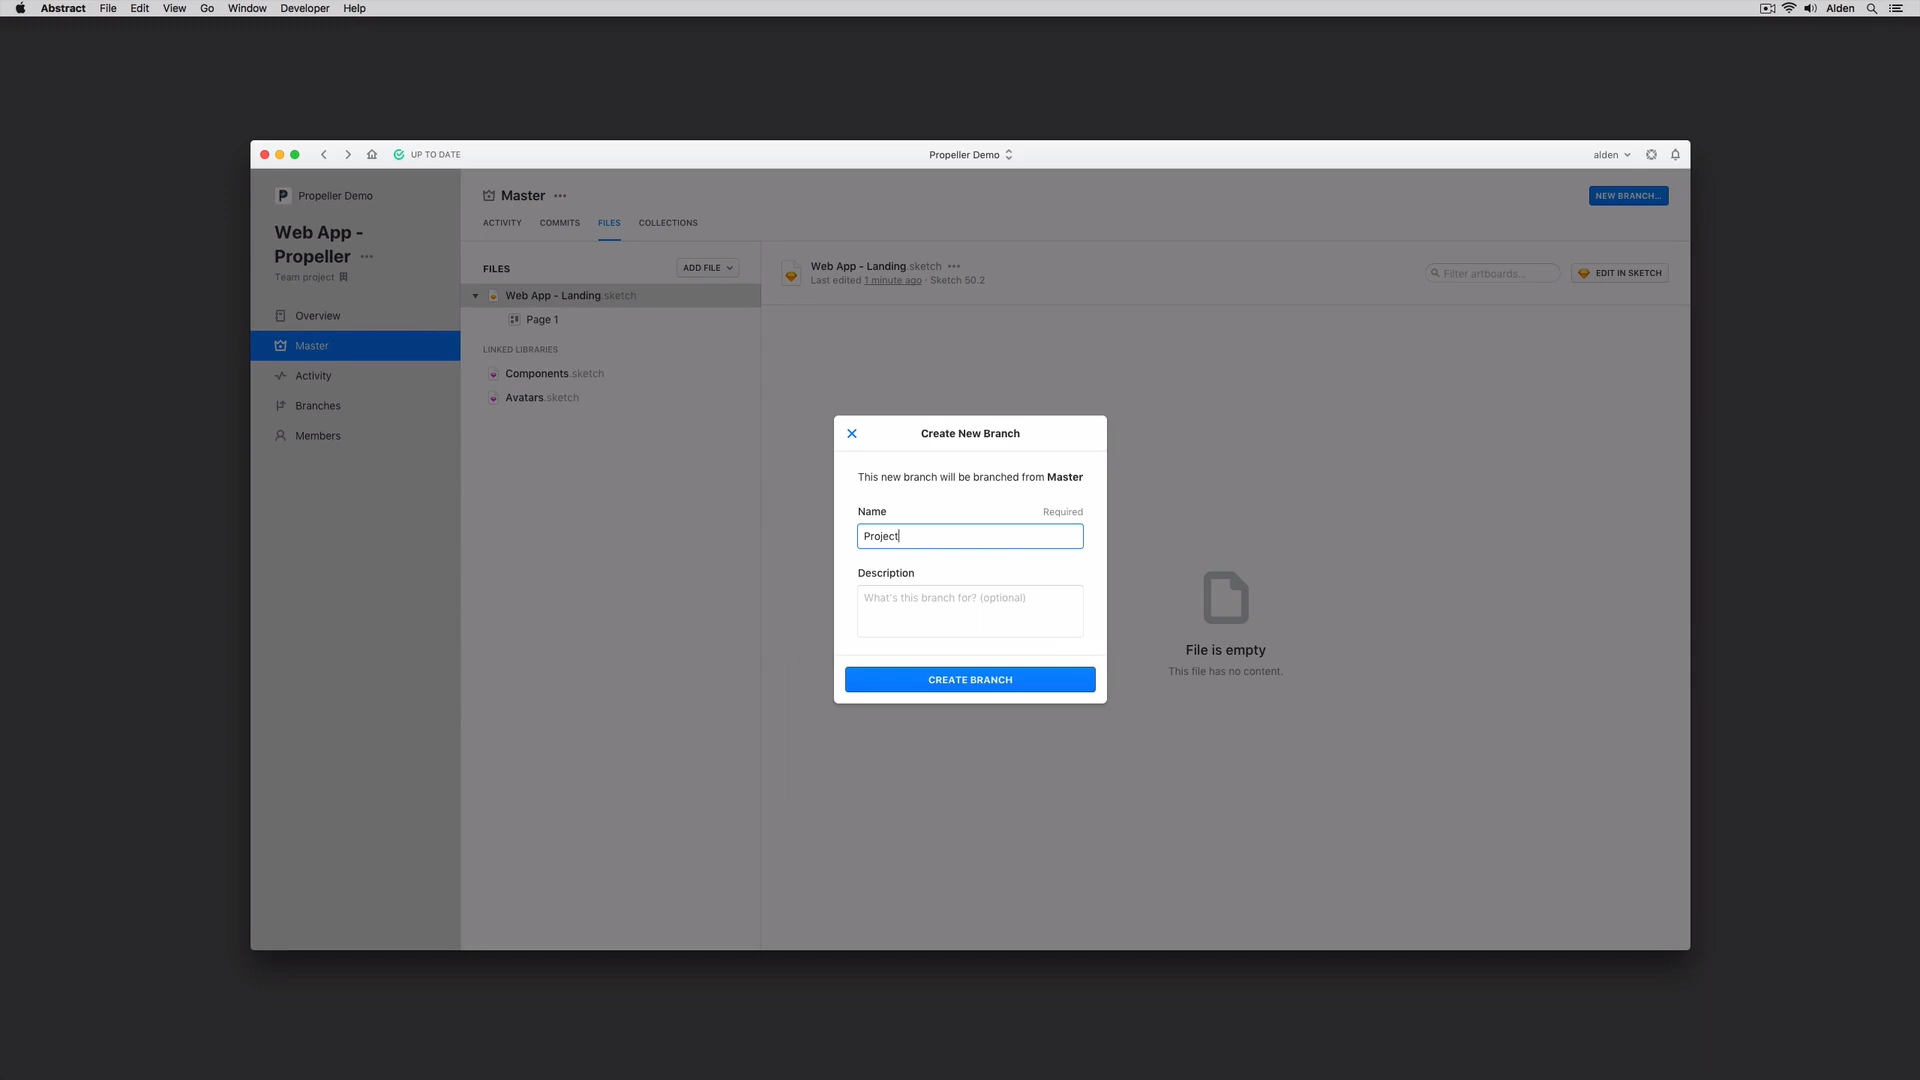 Abstract File Edit View Go Window Developer Help Alden
UP TO DATE Propeller Demo alden
P Propeller Demo
Web App -
Propeller
Team project
Overview
Master
Activity
Branches
Members
Master NEW BRANCH...
ACTIVITY COMMITS FILES COLLECTIONS
FILES ADD FILE
Web App - Landing.sketch
Page 1
LINKED LIBRARIES
Components.sketch
Avatars.sketch
Web App - Landing.sketch
Last edited 1 minute ago · Sketch 50.2
Filter artboards... EDIT IN SKETCH
Create New Branch
This new branch will be branched from Master
Name Required
Project
Description
What's this branch for? (optional)
CREATE BRANCH
File is empty
This file has no content.